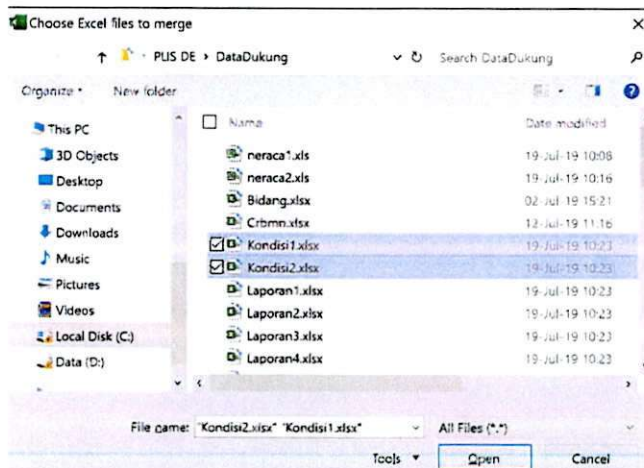 Choose Excel files to merge
PUS DE › DataDukung
Search DataDukung
Organize
New folder
Name
Date modified
This PC
3D Objects
Desktop
Documents
Downloads
Music
Pictures
Videos
Local Disk (C:)
Data (D:)
neraca1.xls 19-Jul-19 10:08
neraca2.xls 19-Jul-19 10:16
Bidang.xlsx 02-Jul-19 15:21
Crbmn.xlsx 12-Jul-19 11:16
Kondisi1.xlsx 19-Jul-19 10:23
Kondisi2.xlsx 19-Jul-19 10:23
Laporan1.xlsx 19-Jul-19 10:23
Laporan2.xlsx 19-Jul-19 10:23
Laporan3.xlsx 19-Jul-19 10:23
Laporan4.xlsx 19-Jul-19 10:23
File name: "Kondisi2.xlsx" "Kondisi1.xlsx"
All Files (*.*)
Tools
Open
Cancel